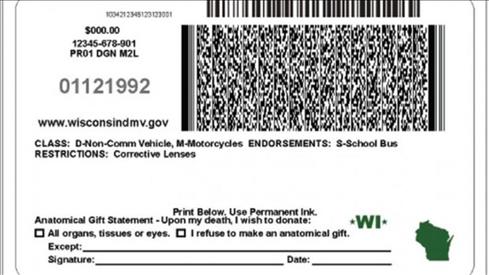 1034212345123123001
$000.00
12345-678-901
PR01 DGN M2L
01121992
www.wisconsindmv.gov
CLASS: D-Non-Comm Vehicle, M-Motorcycles ENDORSEMENTS: S-School Bus
RESTRICTIONS: Corrective Lenses
Print Below, Use Permanent Ink.
Anatomical Gift Statement - Upon my death, I wish to donate:
All organs, tissues or eyes. I refuse to make an anatomical gift.
Except:
Signature: Date:
*WI*